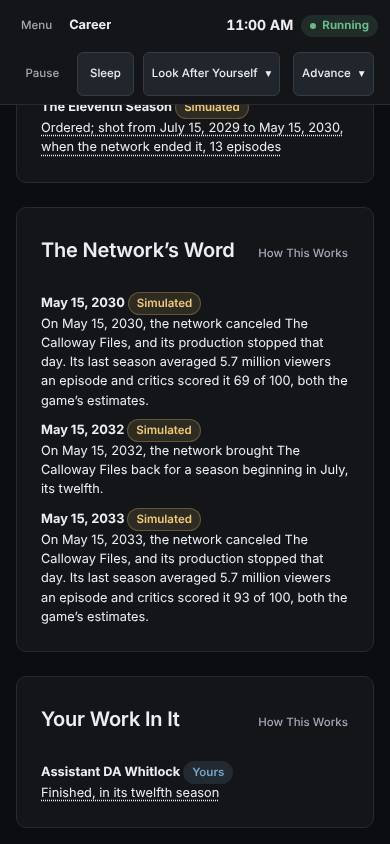 Menu Career 11:00 AM Running
Pause Sleep Look After Yourself ▾ Advance ▾
The Eleventh Season Simulated
Ordered; shot from July 15, 2029 to May 15, 2030,
when the network ended it, 13 episodes
The Network’s Word How This Works
May 15, 2030 Simulated
On May 15, 2030, the network canceled The
Calloway Files, and its production stopped that
day. Its last season averaged 5.7 million viewers
an episode and critics scored it 69 of 100, both the
game’s estimates.
May 15, 2032 Simulated
On May 15, 2032, the network brought The
Calloway Files back for a season beginning in July,
its twelfth.
May 15, 2033 Simulated
On May 15, 2033, the network canceled The
Calloway Files, and its production stopped that
day. Its last season averaged 5.7 million viewers
an episode and critics scored it 93 of 100, both the
game’s estimates.
Your Work In It How This Works
Assistant DA Whitlock Yours
Finished, in its twelfth season